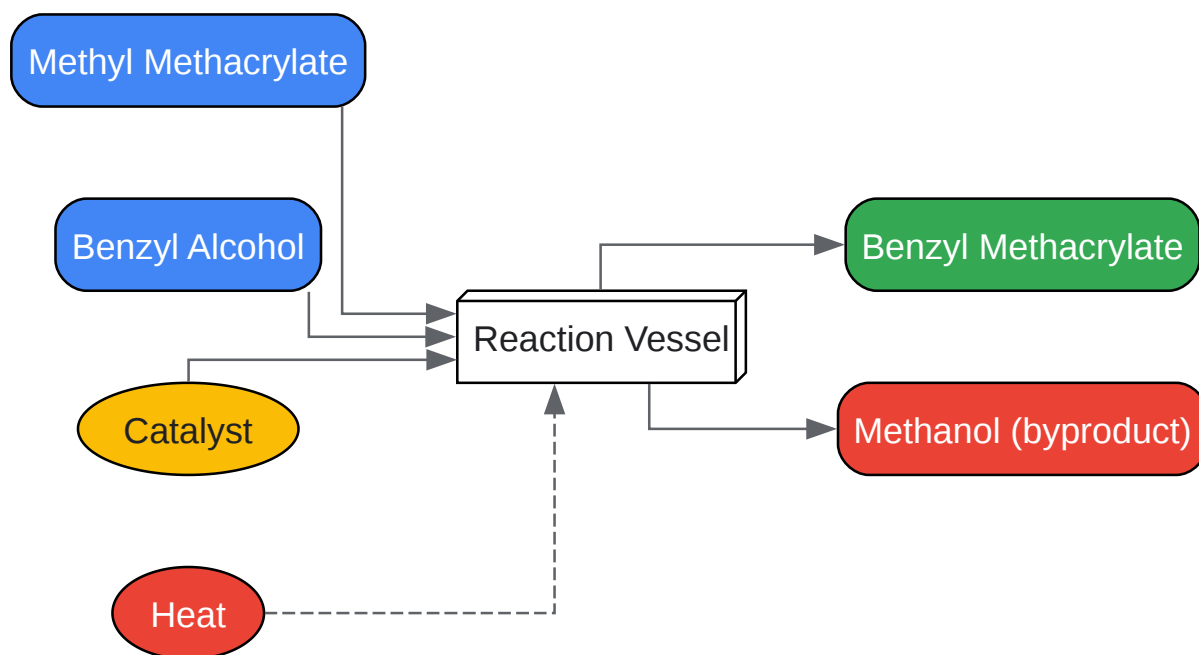 Methyl Methacrylate
Benzyl Alcohol
Benzyl Methacrylate
Reaction Vessel
Catalyst
Methanol (byproduct)
Heat